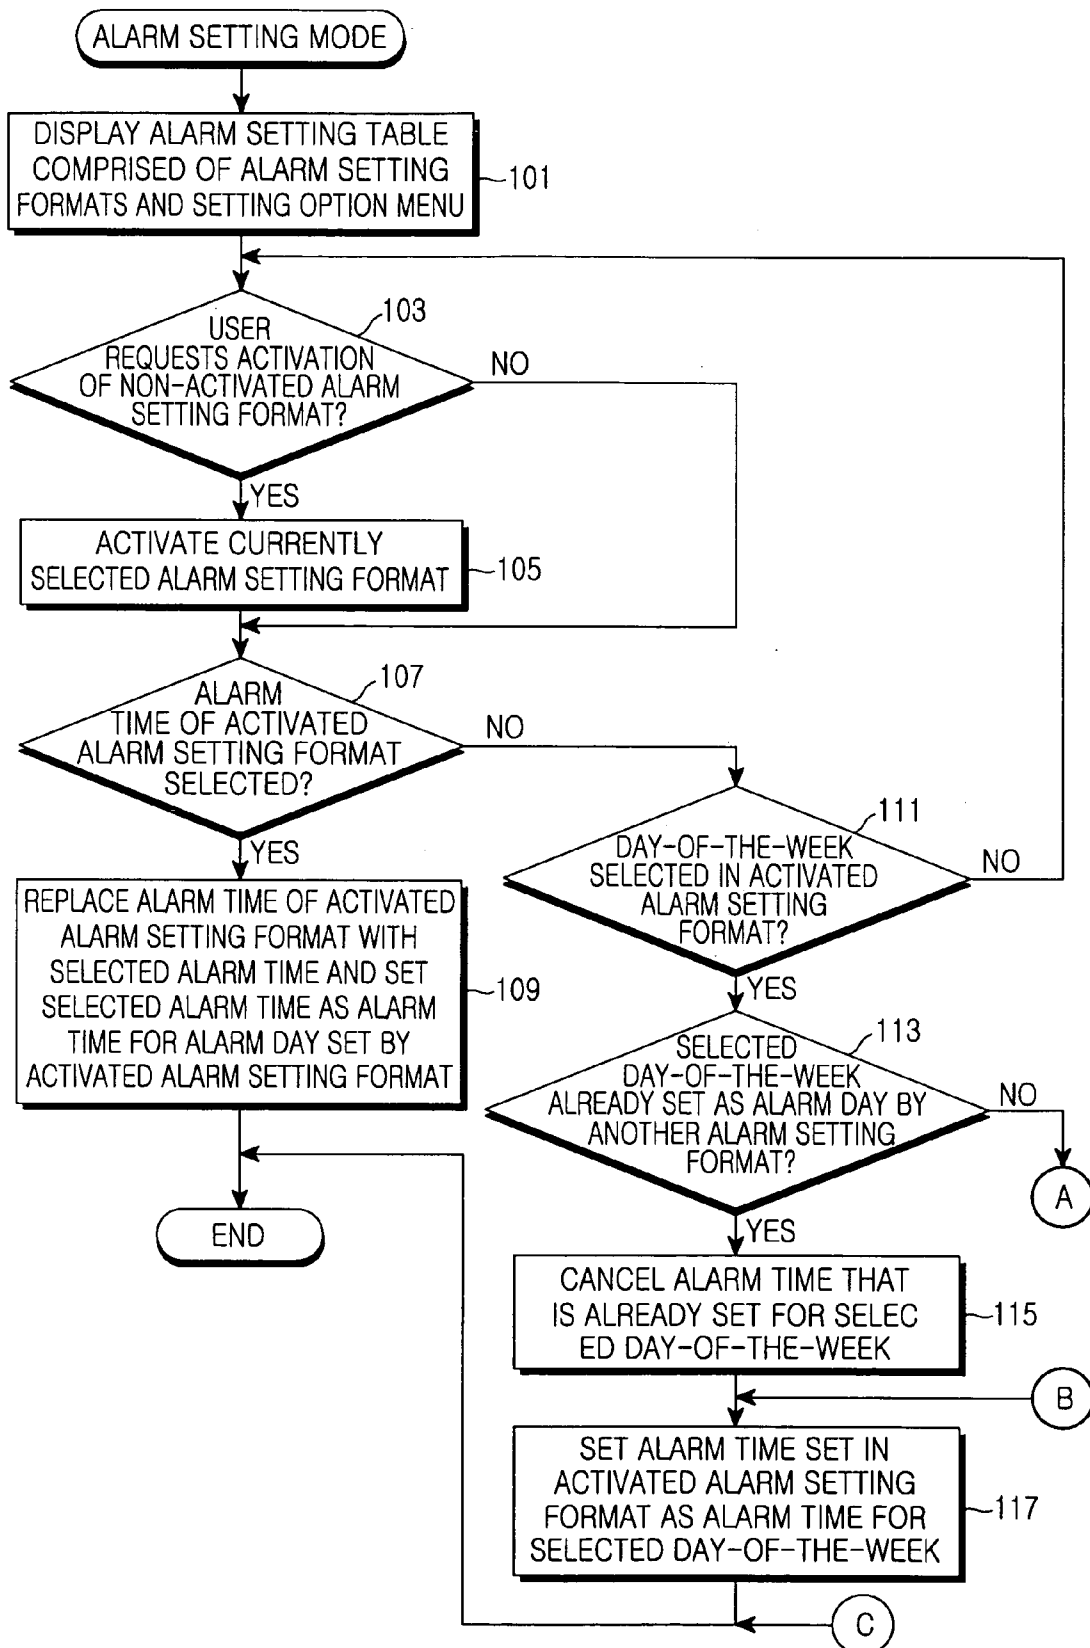 ALARM SETTING MODE
DISPLAY ALARM SETTING TABLE
COMPRISED OF ALARM SETTING
FORMATS AND SETTING OPTION MENU
101
103
USER
REQUESTS ACTIVATION
OF NON-ACTIVATED ALARM
SETTING FORMAT?
NO
YES
ACTIVATE CURRENTLY
SELECTED ALARM SETTING FORMAT
105
107
ALARM
TIME OF ACTIVATED
ALARM SETTING FORMAT
SELECTED?
NO
YES
REPLACE ALARM TIME OF ACTIVATED
ALARM SETTING FORMAT WITH
SELECTED ALARM TIME AND SET
SELECTED ALARM TIME AS ALARM
TIME FOR ALARM DAY SET BY
ACTIVATED ALARM SETTING FORMAT
109
END
111
DAY-OF-THE-WEEK
SELECTED IN ACTIVATED
ALARM SETTING
FORMAT?
NO
YES
113
SELECTED
DAY-OF-THE-WEEK
ALREADY SET AS ALARM DAY BY
ANOTHER ALARM SETTING
FORMAT?
NO
A
YES
CANCEL ALARM TIME THAT
IS ALREADY SET FOR SELEC
ED DAY-OF-THE-WEEK
115
B
SET ALARM TIME SET IN
ACTIVATED ALARM SETTING
FORMAT AS ALARM TIME FOR
SELECTED DAY-OF-THE-WEEK
117
C